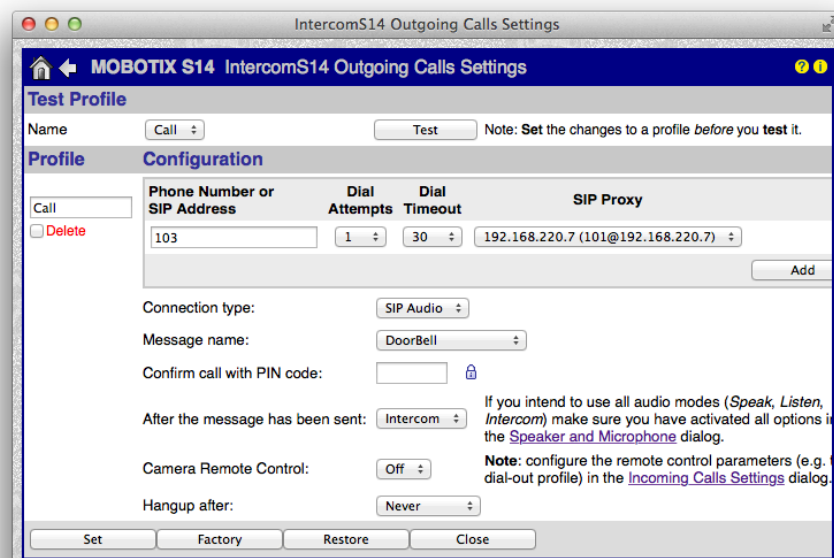 IntercomS14 Outgoing Calls Settings
MOBOTIX S14 IntercomS14 Outgoing Calls Settings
? i
Test Profile
Name Call Test Note: Set the changes to a profile before you test it.
Profile Configuration
Phone Number or SIP Address Dial Attempts Dial Timeout SIP Proxy
Call
Delete
103 1 30 192.168.220.7 (101@192.168.220.7)
Add
Connection type: SIP Audio
Message name: DoorBell
Confirm call with PIN code:
After the message has been sent: Intercom
If you intend to use all audio modes (Speak, Listen,
Intercom) make sure you have activated all options in
the Speaker and Microphone dialog.
Camera Remote Control: Off
Note: configure the remote control parameters (e.g.
dial-out profile) in the Incoming Calls Settings dialog.
Hangup after: Never
Set Factory Restore Close